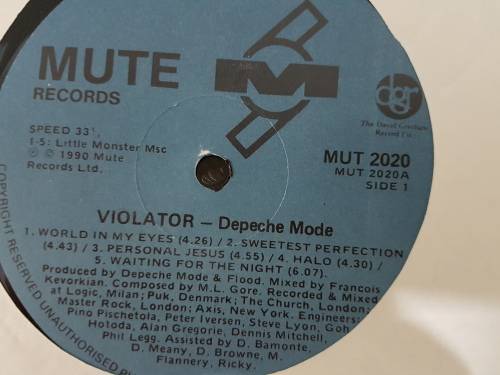 MUTE
RECORDS
M
dgr
The David Gresham
Record Co.
SPEED 33⅓
1-5: Little Monster Msc
℗ © 1990 Mute
Records Ltd.
MUT 2020
MUT 2020A
SIDE 1
VIOLATOR — Depeche Mode
1. WORLD IN MY EYES (4.26) / 2. SWEETEST PERFECTION
(4.43) / 3. PERSONAL JESUS (4.55) / 4. HALO (4.30) /
5. WAITING FOR THE NIGHT (6.07).
Produced by Depeche Mode & Flood. Mixed by Francois
Kevorkian. Composed by M.L. Gore. Recorded & Mixed
at Logic, Milan; Puk, Denmark; The Church, London;
Master Rock, London; Axis, New York. Engineers:
Pino Pischetola, Peter Iversen, Steve Lyon, Goh
Hotoda, Alan Gregorie, Dennis Mitchell,
Phil Legg. Assisted by D. Bamonte,
D. Meany, D. Browne, M.
Flannery, Ricky.
COPYRIGHT RESERVED UNAUTHORISED P